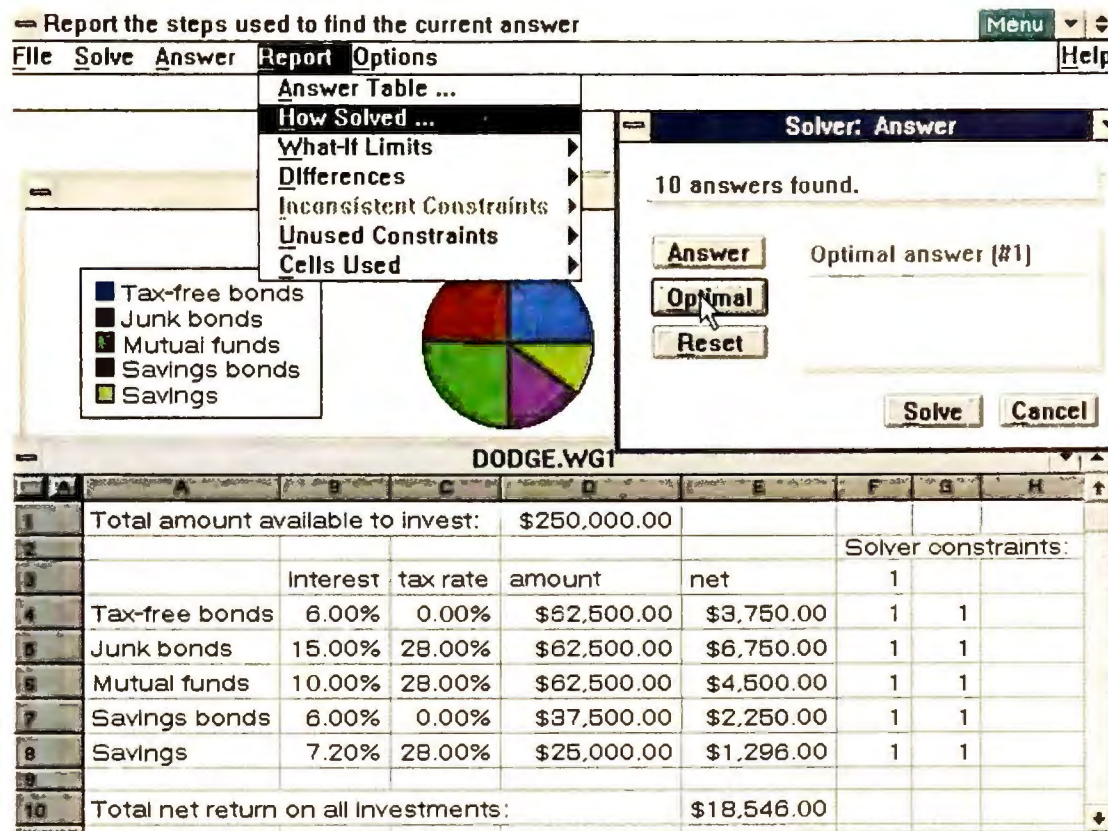 Report the steps used to find the current answer
Menu
File Solve Answer Report Options Help
Answer Table ...
How Solved ...
What-If Limits
Differences
Inconsistent Constraints
Unused Constraints
Cells Used
Solver: Answer
10 answers found.
Answer Optimal answer (#1)
Optimal
Reset
Solve Cancel
Tax-free bonds
Junk bonds
Mutual funds
Savings bonds
Savings
DODGE.WG1
A A B C D E F G H
1 Total amount available to invest: $250,000.00
2 Solver constraints:
3 Interest tax rate amount net 1
4 Tax-free bonds 6.00% 0.00% $62,500.00 $3,750.00 1 1
5 Junk bonds 15.00% 28.00% $62,500.00 $6,750.00 1 1
6 Mutual funds 10.00% 28.00% $62,500.00 $4,500.00 1 1
7 Savings bonds 6.00% 0.00% $37,500.00 $2,250.00 1 1
8 Savings 7.20% 28.00% $25,000.00 $1,296.00 1 1
9
10 Total net return on all investments: $18,546.00